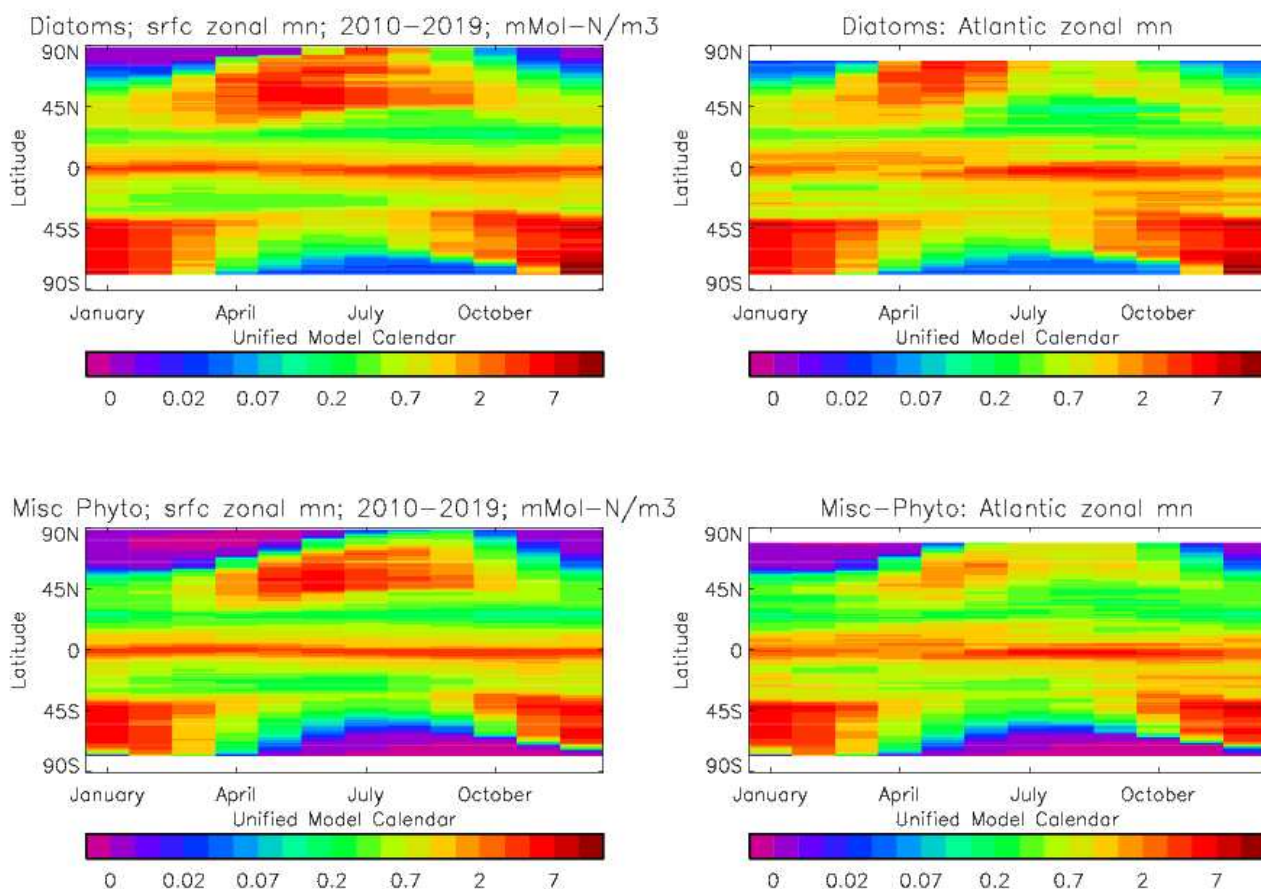 Diatoms; srfc zonal mn; 2010–2019; mMol–N/m3
90N
45N
0
45S
90S
Latitude
January April July October
Unified Model Calendar
0 0.02 0.07 0.2 0.7 2 7
Diatoms: Atlantic zonal mn
90N
45N
0
45S
90S
Latitude
January April July October
Unified Model Calendar
0 0.02 0.07 0.2 0.7 2 7
Misc Phyto; srfc zonal mn; 2010–2019; mMol–N/m3
90N
45N
0
45S
90S
Latitude
January April July October
Unified Model Calendar
0 0.02 0.07 0.2 0.7 2 7
Misc–Phyto: Atlantic zonal mn
90N
45N
0
45S
90S
Latitude
January April July October
Unified Model Calendar
0 0.02 0.07 0.2 0.7 2 7